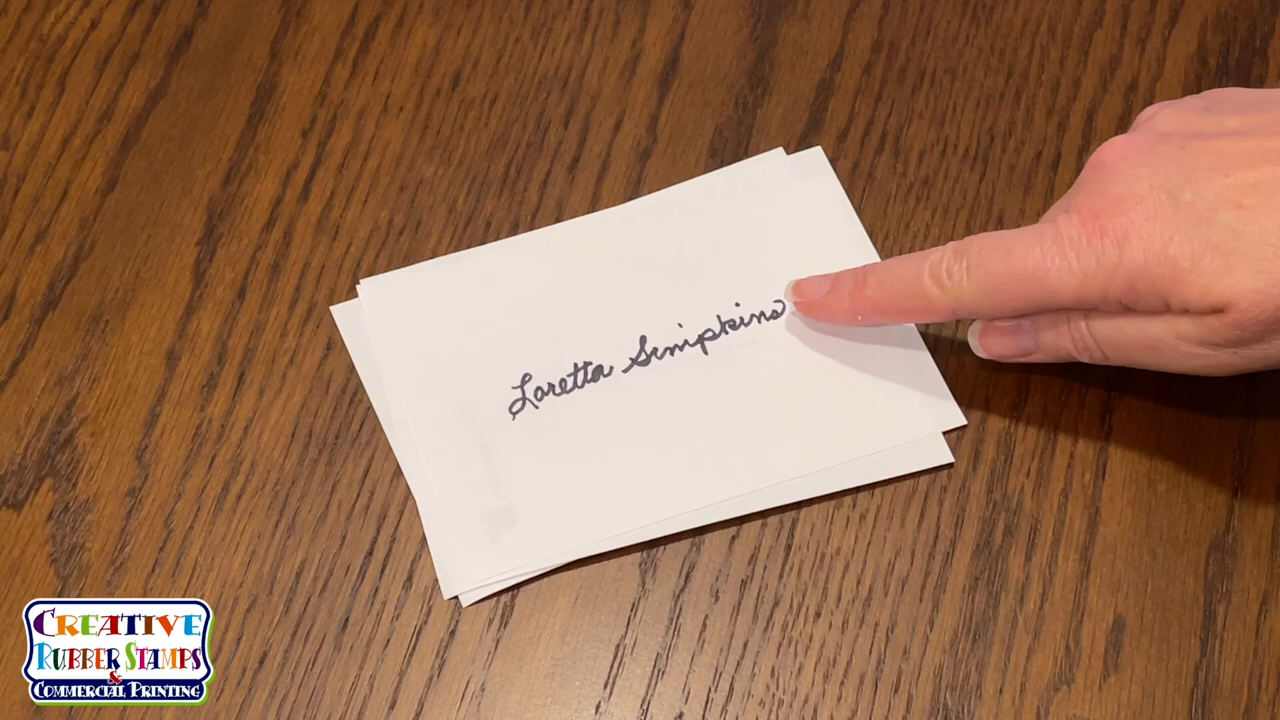 Loretta Simpkins
CREATIVE
RUBBER STAMPS
&
COMMERCIAL PRINTING